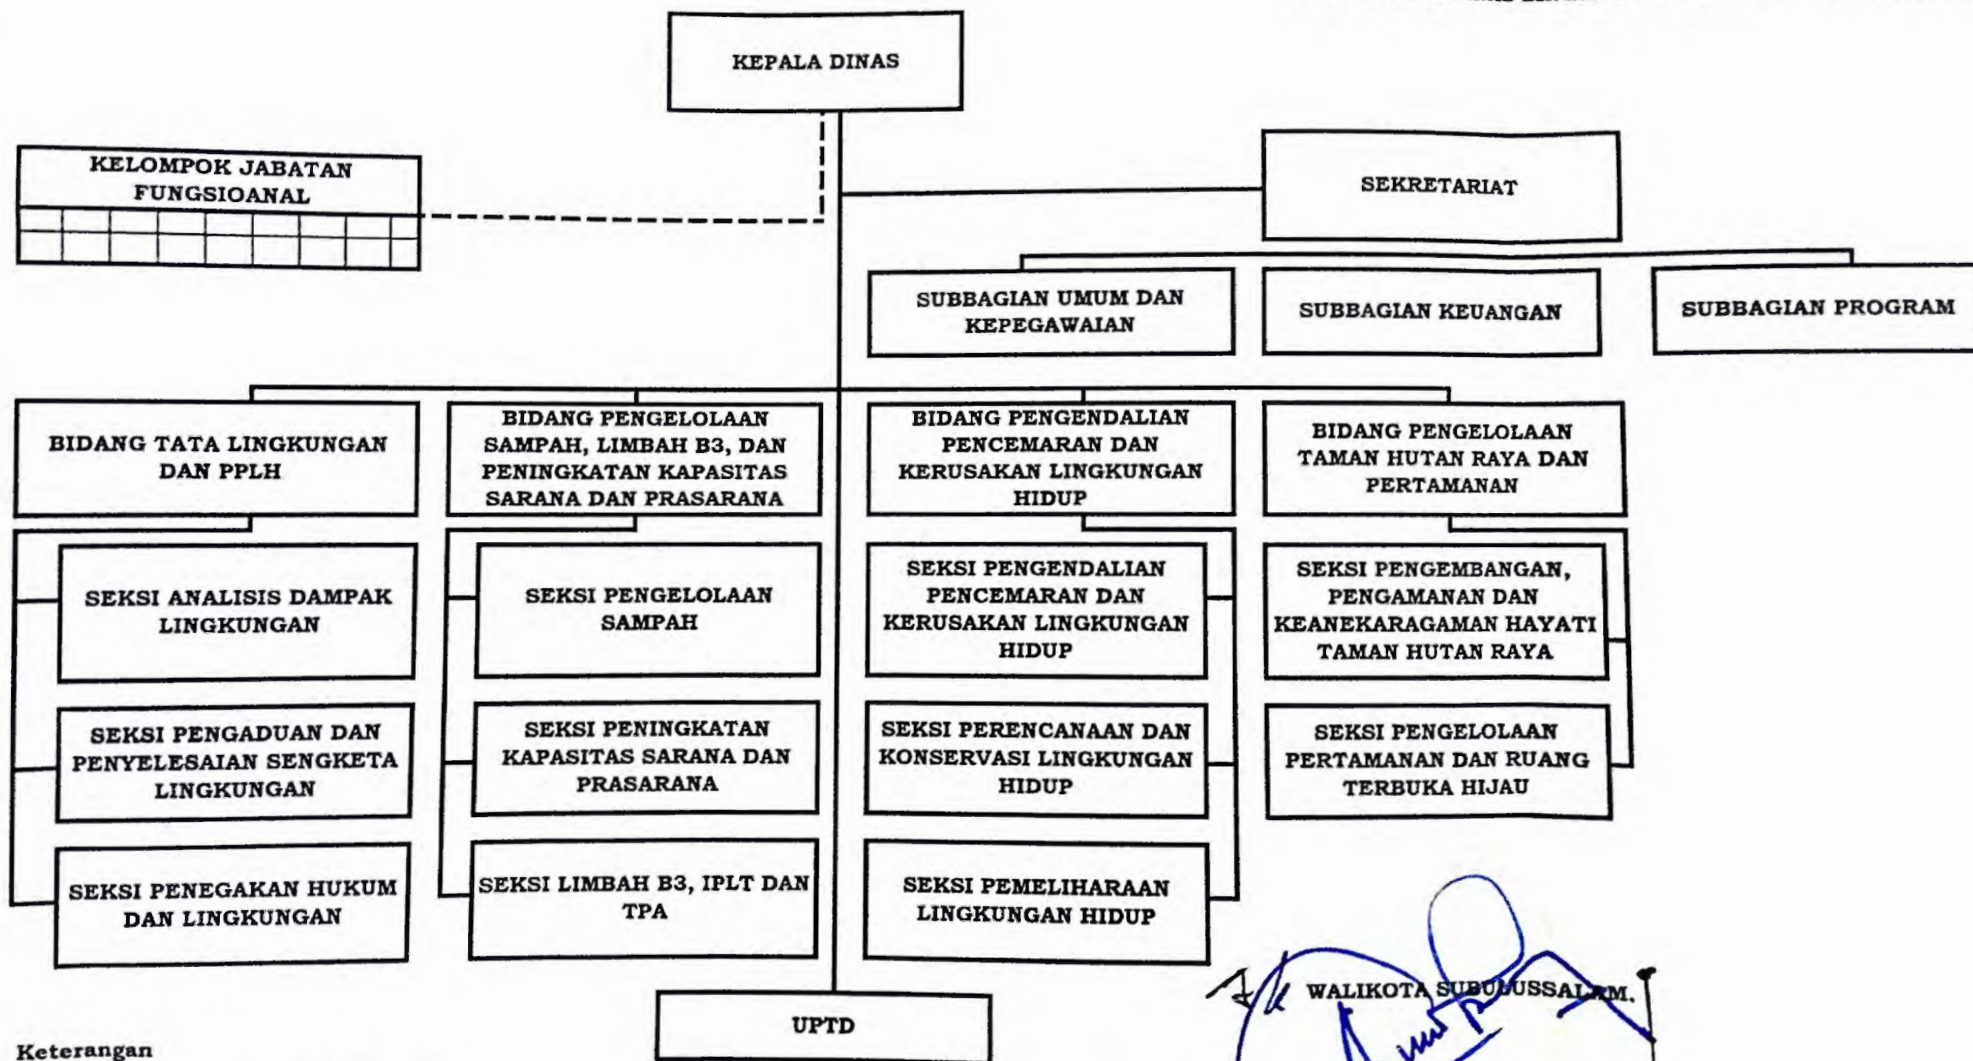 KEPALA DINAS
KELOMPOK JABATAN
FUNGSIOANAL
SEKRETARIAT
SUBBAGIAN UMUM DAN
KEPEGAWAIAN
SUBBAGIAN KEUANGAN
SUBBAGIAN PROGRAM
BIDANG TATA LINGKUNGAN
DAN PPLH
BIDANG PENGELOLAAN
SAMPAH, LIMBAH B3, DAN
PENINGKATAN KAPASITAS
SARANA DAN PRASARANA
BIDANG PENGENDALIAN
PENCEMARAN DAN
KERUSAKAN LINGKUNGAN
HIDUP
BIDANG PENGELOLAAN
TAMAN HUTAN RAYA DAN
PERTAMANAN
SEKSI ANALISIS DAMPAK
LINGKUNGAN
SEKSI PENGELOLAAN
SAMPAH
SEKSI PENGENDALIAN
PENCEMARAN DAN
KERUSAKAN LINGKUNGAN
HIDUP
SEKSI PENGEMBANGAN,
PENGAMANAN DAN
KEANEKARAGAMAN HAYATI
TAMAN HUTAN RAYA
SEKSI PENGADUAN DAN
PENYELESAIAN SENGKETA
LINGKUNGAN
SEKSI PENINGKATAN
KAPASITAS SARANA DAN
PRASARANA
SEKSI PERENCANAAN DAN
KONSERVASI LINGKUNGAN
HIDUP
SEKSI PENGELOLAAN
PERTAMANAN DAN RUANG
TERBUKA HIJAU
SEKSI PENEGAKAN HUKUM
DAN LINGKUNGAN
SEKSI LIMBAH B3, IPLT DAN
TPA
SEKSI PEMELIHARAAN
LINGKUNGAN HIDUP
WALIKOTA SUBULUSSALAM,
UPTD
Keterangan